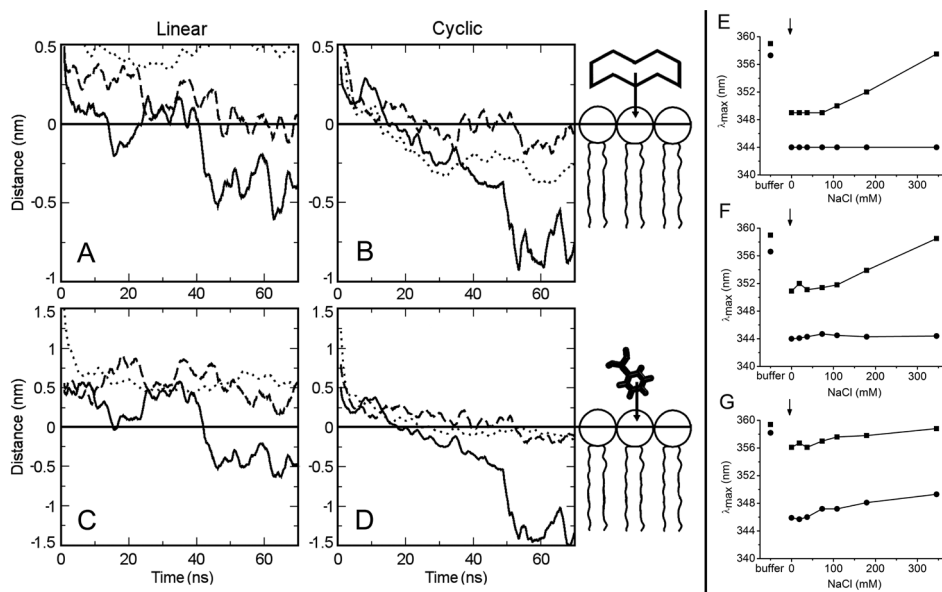 Linear
Cyclic
0.5
0
-0.5
-1
Distance (nm)
A
0 20 40 60
0.5
0
-0.5
-1
B
0 20 40 60
1.5
1
0.5
0
-0.5
-1
1.5
Distance (nm)
C
0 20 40 60
Time (ns)
1.5
1
0.5
0
-0.5
-1
-1.5
D
0 20 40 60
Time (ns)
E
360
356
352
348
344
340
λmax (nm)
buffer 0 100 200 300
NaCl (mM)
F
360
356
352
348
344
340
λmax (nm)
buffer 0 100 200 300
NaCl (mM)
G
360
356
352
348
344
340
λmax (nm)
buffer 0 100 200 300
NaCl (mM)